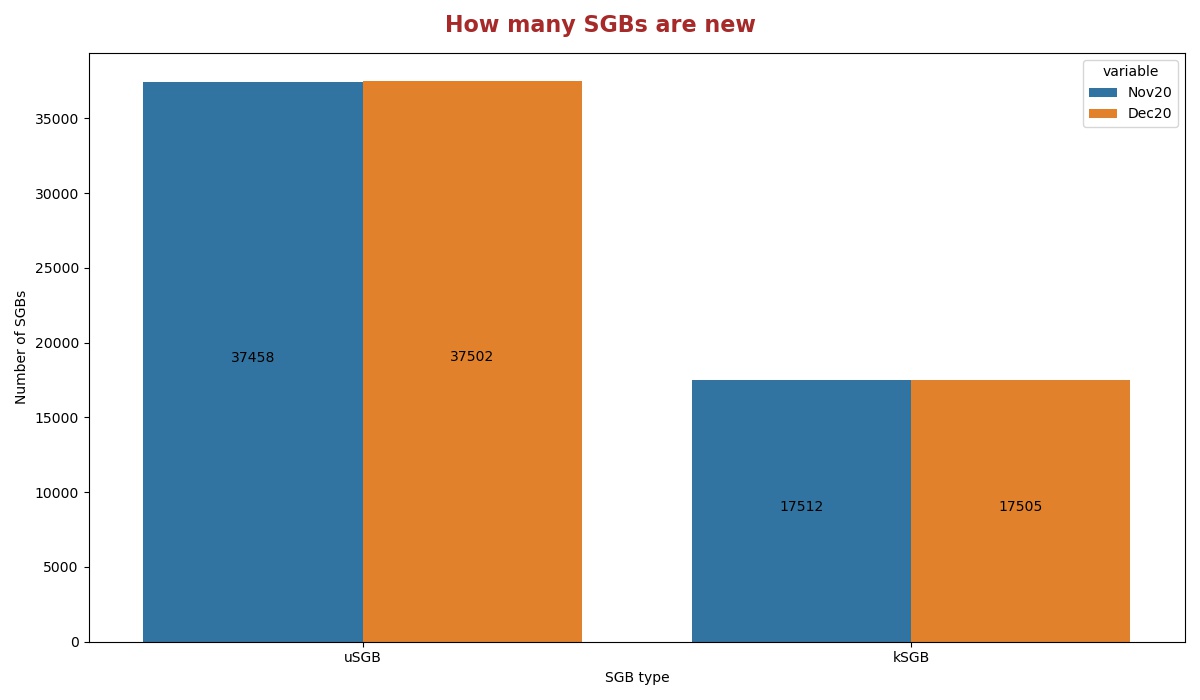 How many SGBs are new
variable
Nov20
Dec20
35000
30000
25000
20000
15000
10000
5000
0
Number of SGBs
37458
37502
17512
17505
uSGB
kSGB
SGB type